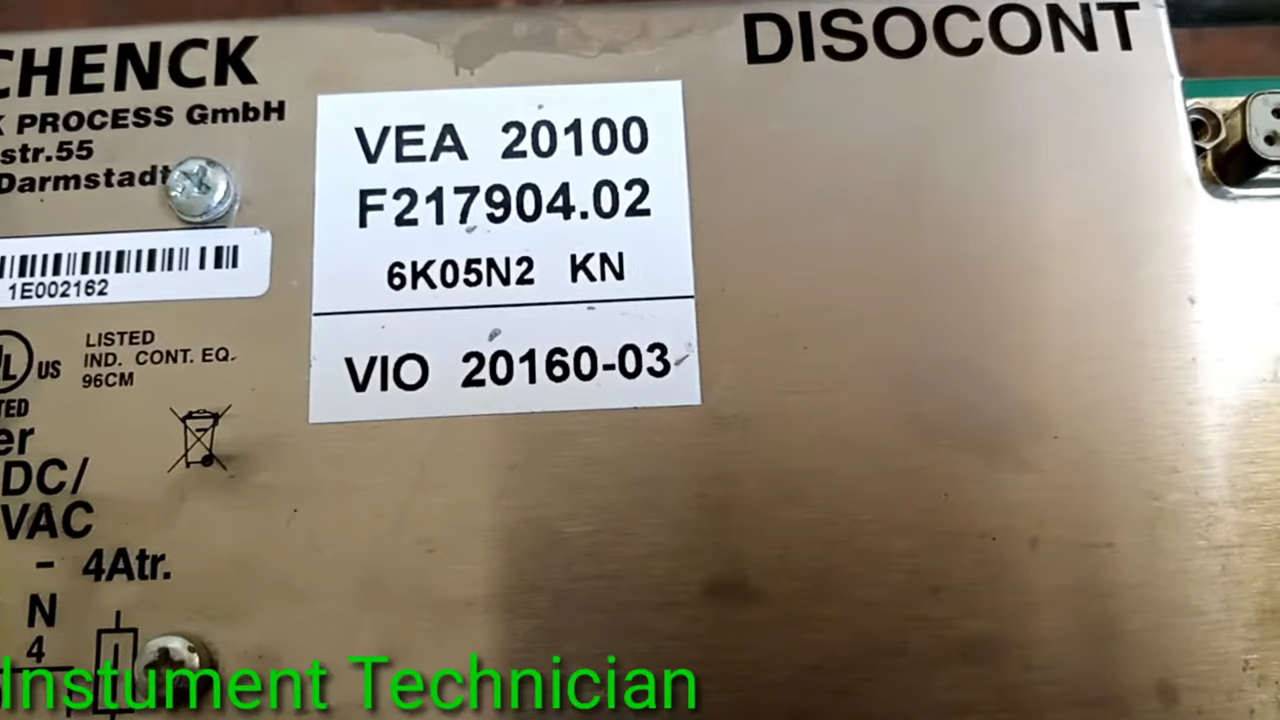 CHENCK
K PROCESS GmbH
str.55
Darmstadt
1E002162
UL US
LISTED
IND. CONT. EQ.
96CM
TED
er
DC/
VAC
- 4Atr.
N
4
DISOCONT
VEA 20100
F217904.02
6K05N2 KN
VIO 20160-03
Instument Technician